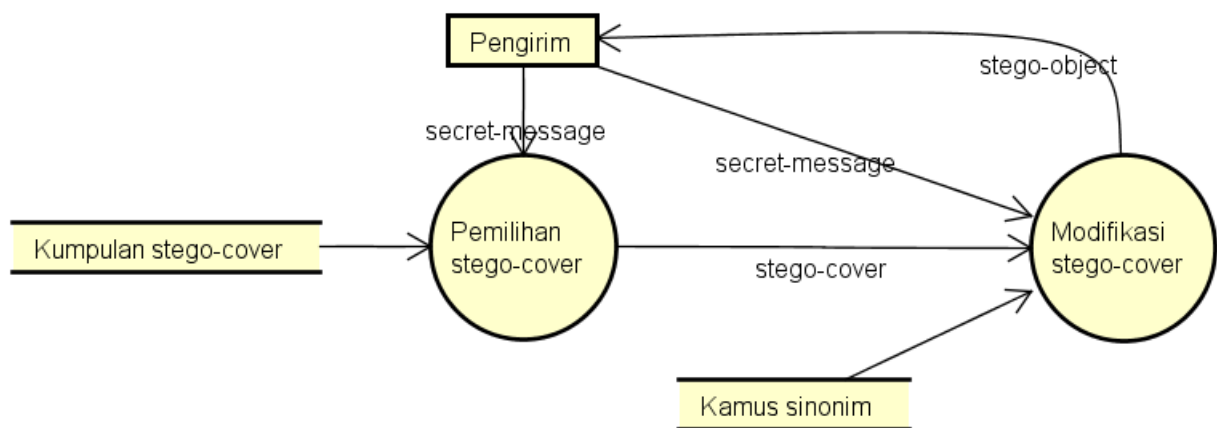 Pengirim
stego-object
secret-message
secret-message
Pemilihan
stego-cover
Modifikasi
stego-cover
Kumpulan stego-cover
stego-cover
Kamus sinonim